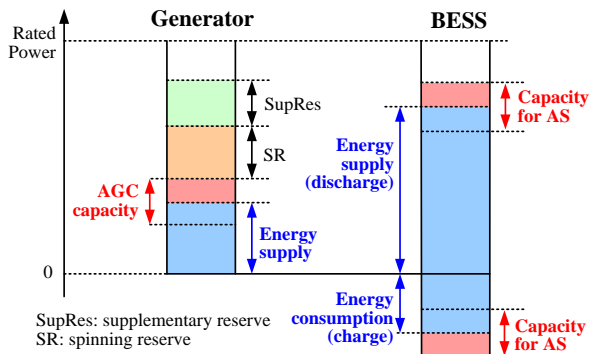 Generator
BESS
Rated
Power
SupRes
SR
AGC
capacity
Energy
supply
Energy
supply
(discharge)
Capacity
for AS
0
Energy
consumption
(charge)
Capacity
for AS
SupRes: supplementary reserve
SR: spinning reserve